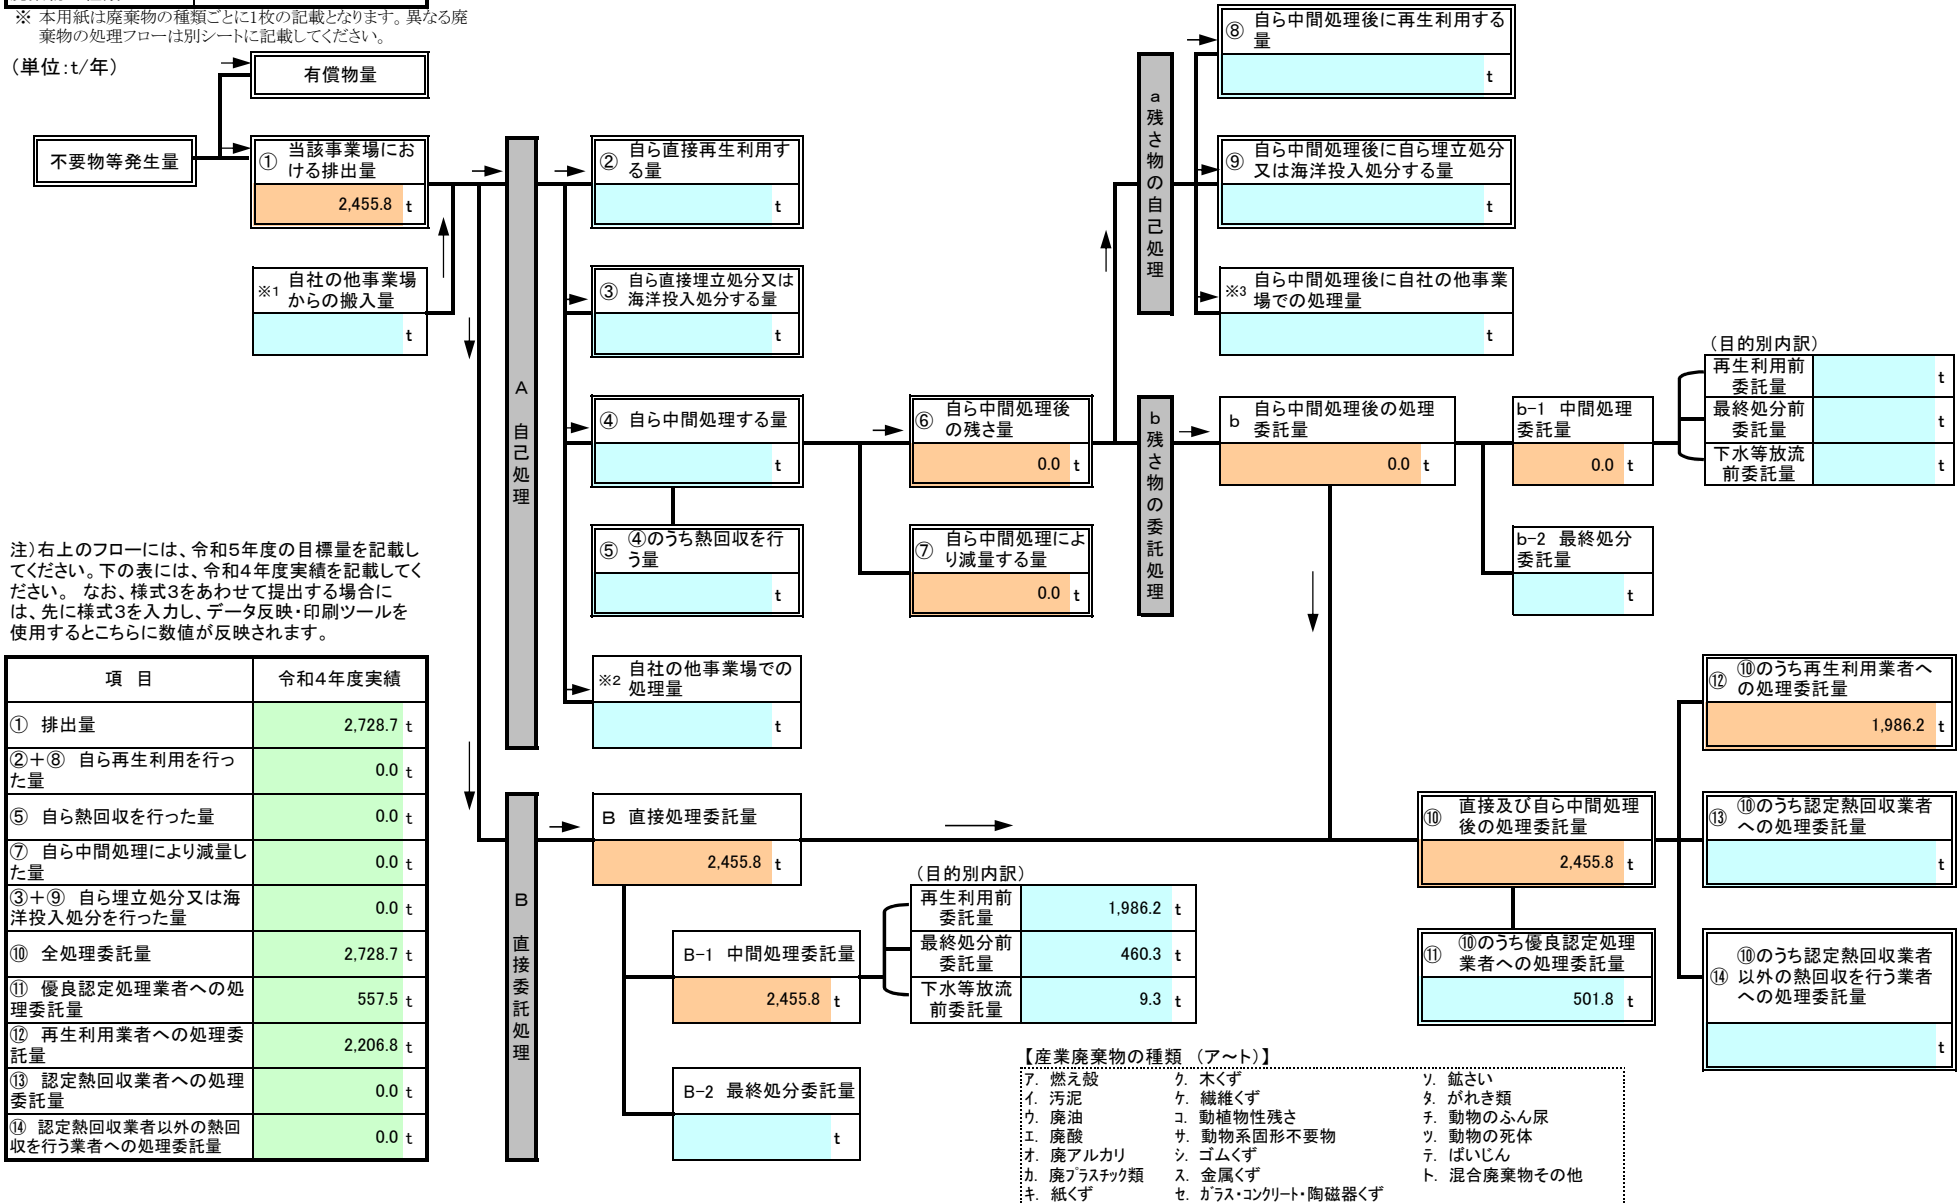 ※ 本用紙は廃棄物の種類ごとに1枚の記載となります。異なる廃
棄物の処理フローは別シートに記載してください。
(単位:t/年)
有償物量
不要物等発生量
① 当該事業場にお
ける排出量
2,455.8 t
※1 自社の他事業場
からの搬入量
t
A 自己処理
② 自ら直接再生利用す
る量
t
③ 自ら直接埋立処分又は
海洋投入処分する量
t
④ 自ら中間処理する量
t
⑤ ④のうち熱回収を行
う量
t
※2 自社の他事業場での
処理量
t
⑥ 自ら中間処理後
の残さ量
0.0 t
⑦ 自ら中間処理によ
り減量する量
0.0 t
a 残さ物の自己処理
⑧ 自ら中間処理後に再生利用する
量
t
⑨ 自ら中間処理後に自ら埋立処分
又は海洋投入処分する量
t
※3 自ら中間処理後に自社の他事業
場での処理量
t
b 残さ物の委託処理
b 自ら中間処理後の処理
委託量
0.0 t
b-1 中間処理
委託量
0.0 t
(目的別内訳)
再生利用前
委託量
t
最終処分前
委託量
t
下水等放流
前委託量
t
b-2 最終処分
委託量
t
注)右上のフローには、令和5年度の目標量を記載し
てください。下の表には、令和4年度実績を記載してく
ださい。 なお、様式3をあわせて提出する場合に
は、先に様式3を入力し、データ反映・印刷ツールを
使用するとこちらに数値が反映されます。
項 目 令和4年度実績
① 排出量 2,728.7 t
②+⑧ 自ら再生利用を行っ
た量 0.0 t
⑤ 自ら熱回収を行った量 0.0 t
⑦ 自ら中間処理により減量し
た量 0.0 t
③+⑨ 自ら埋立処分又は海
洋投入処分を行った量 0.0 t
⑩ 全処理委託量 2,728.7 t
⑪ 優良認定処理業者への処
理委託量 557.5 t
⑫ 再生利用業者への処理委
託量 2,206.8 t
⑬ 認定熱回収業者への処理
委託量 0.0 t
⑭ 認定熱回収業者以外の熱回
収を行う業者への処理委託量 0.0 t
B 直接委託処理
B 直接処理委託量
2,455.8 t
B-1 中間処理委託量
2,455.8 t
(目的別内訳)
再生利用前
委託量
1,986.2 t
最終処分前
委託量
460.3 t
下水等放流
前委託量
9.3 t
B-2 最終処分委託量
t
⑩ 直接及び自ら中間処理
後の処理委託量
2,455.8 t
⑪ ⑩のうち優良認定処理
業者への処理委託量
501.8 t
⑫ ⑩のうち再生利用業者へ
の処理委託量
1,986.2 t
⑬ ⑩のうち認定熱回収業者
への処理委託量
t
⑭ ⑩のうち認定熱回収業者
以外の熱回収を行う業者
への処理委託量
t
【産業廃棄物の種類 (ア~ト)】
ア. 燃え殻 ク. 木くず ソ. 鉱さい
イ. 汚泥 ケ. 繊維くず タ. がれき類
ウ. 廃油 コ. 動植物性残さ チ. 動物のふん尿
エ. 廃酸 サ. 動物系固形不要物 ツ. 動物の死体
オ. 廃アルカリ シ. ゴムくず テ. ばいじん
カ. 廃プラスチック類 ス. 金属くず ト. 混合廃棄物その他
キ. 紙くず セ. ガラス・コンクリート・陶磁器くず